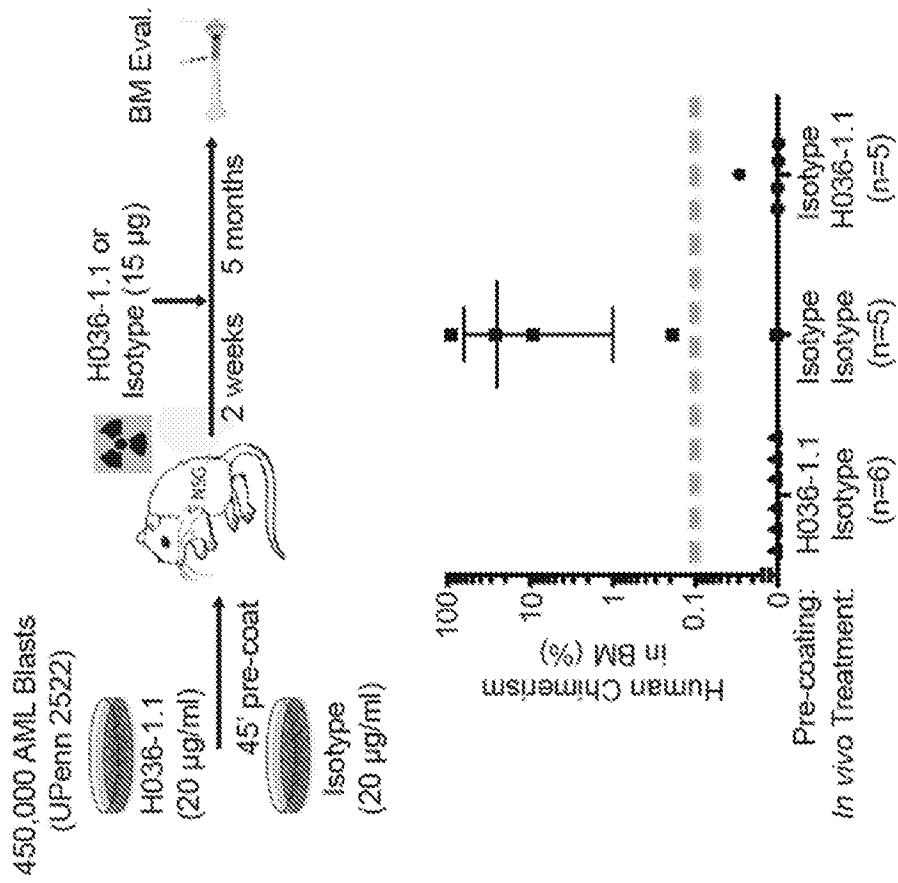 450,000 AML Blasts
(UPenn 2522)
H036-1.1
(20 µg/ml)
45' pre-coat
Isotype
(20 µg/ml)
NSG
H036-1.1 or
Isotype (15 µg)
2 weeks
5 months
BM Eval.
Human Chimerism
in BM (%)
100
10
1
0.1
0
Pre-coating:
H036-1.1
Isotype
Isotype
In vivo Treatment:
Isotype
Isotype
H036-1.1
(n=6)
(n=5)
(n=5)